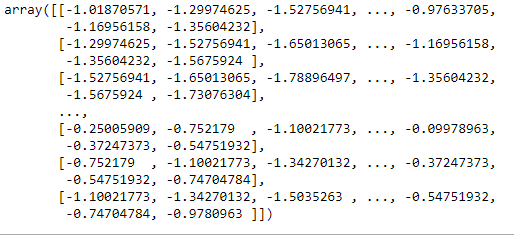 array([[-1.01870571, -1.29974625, -1.52756941, ..., -0.97633705,
        -1.16956158, -1.35604232],
       [-1.29974625, -1.52756941, -1.65013065, ..., -1.16956158,
        -1.35604232, -1.5675924 ],
       [-1.52756941, -1.65013065, -1.78896497, ..., -1.35604232,
        -1.5675924 , -1.73076304],
       ...,
       [-0.25005909, -0.752179  , -1.10021773, ..., -0.09978963,
        -0.37247373, -0.54751932],
       [-0.752179  , -1.10021773, -1.34270132, ..., -0.37247373,
        -0.54751932, -0.74704784],
       [-1.10021773, -1.34270132, -1.5035263 , ..., -0.54751932,
        -0.74704784, -0.9780963 ]])